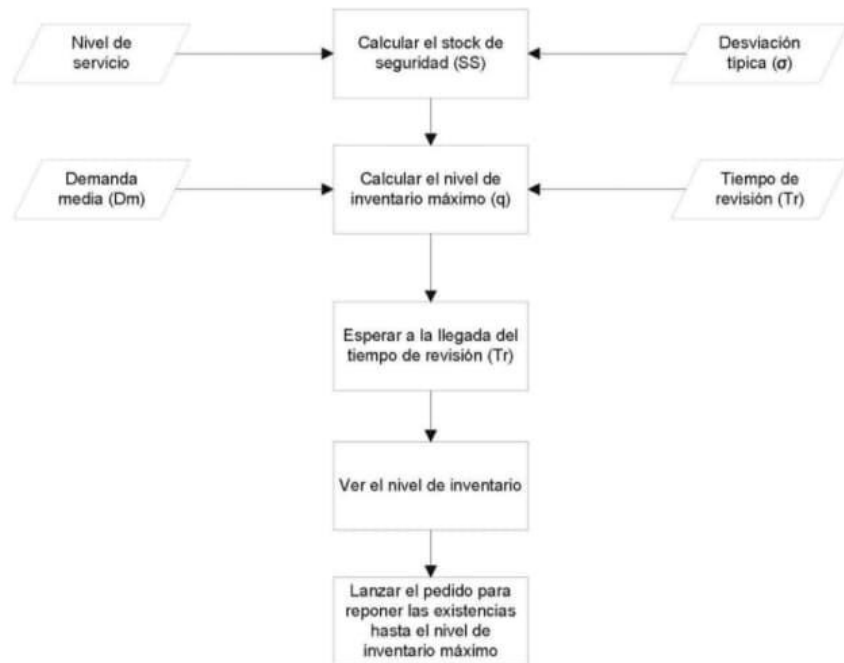 Nivel de
servicio
Calcular el stock de
seguridad (SS)
Desviación
típica (σ)
Demanda
media (Dm)
Calcular el nivel de
inventario máximo (q)
Tiempo de
revisión (Tr)
Esperar a la llegada del
tiempo de revisión (Tr)
Ver el nivel de inventario
Lanzar el pedido para
reponer las existencias
hasta el nivel de
inventario máximo